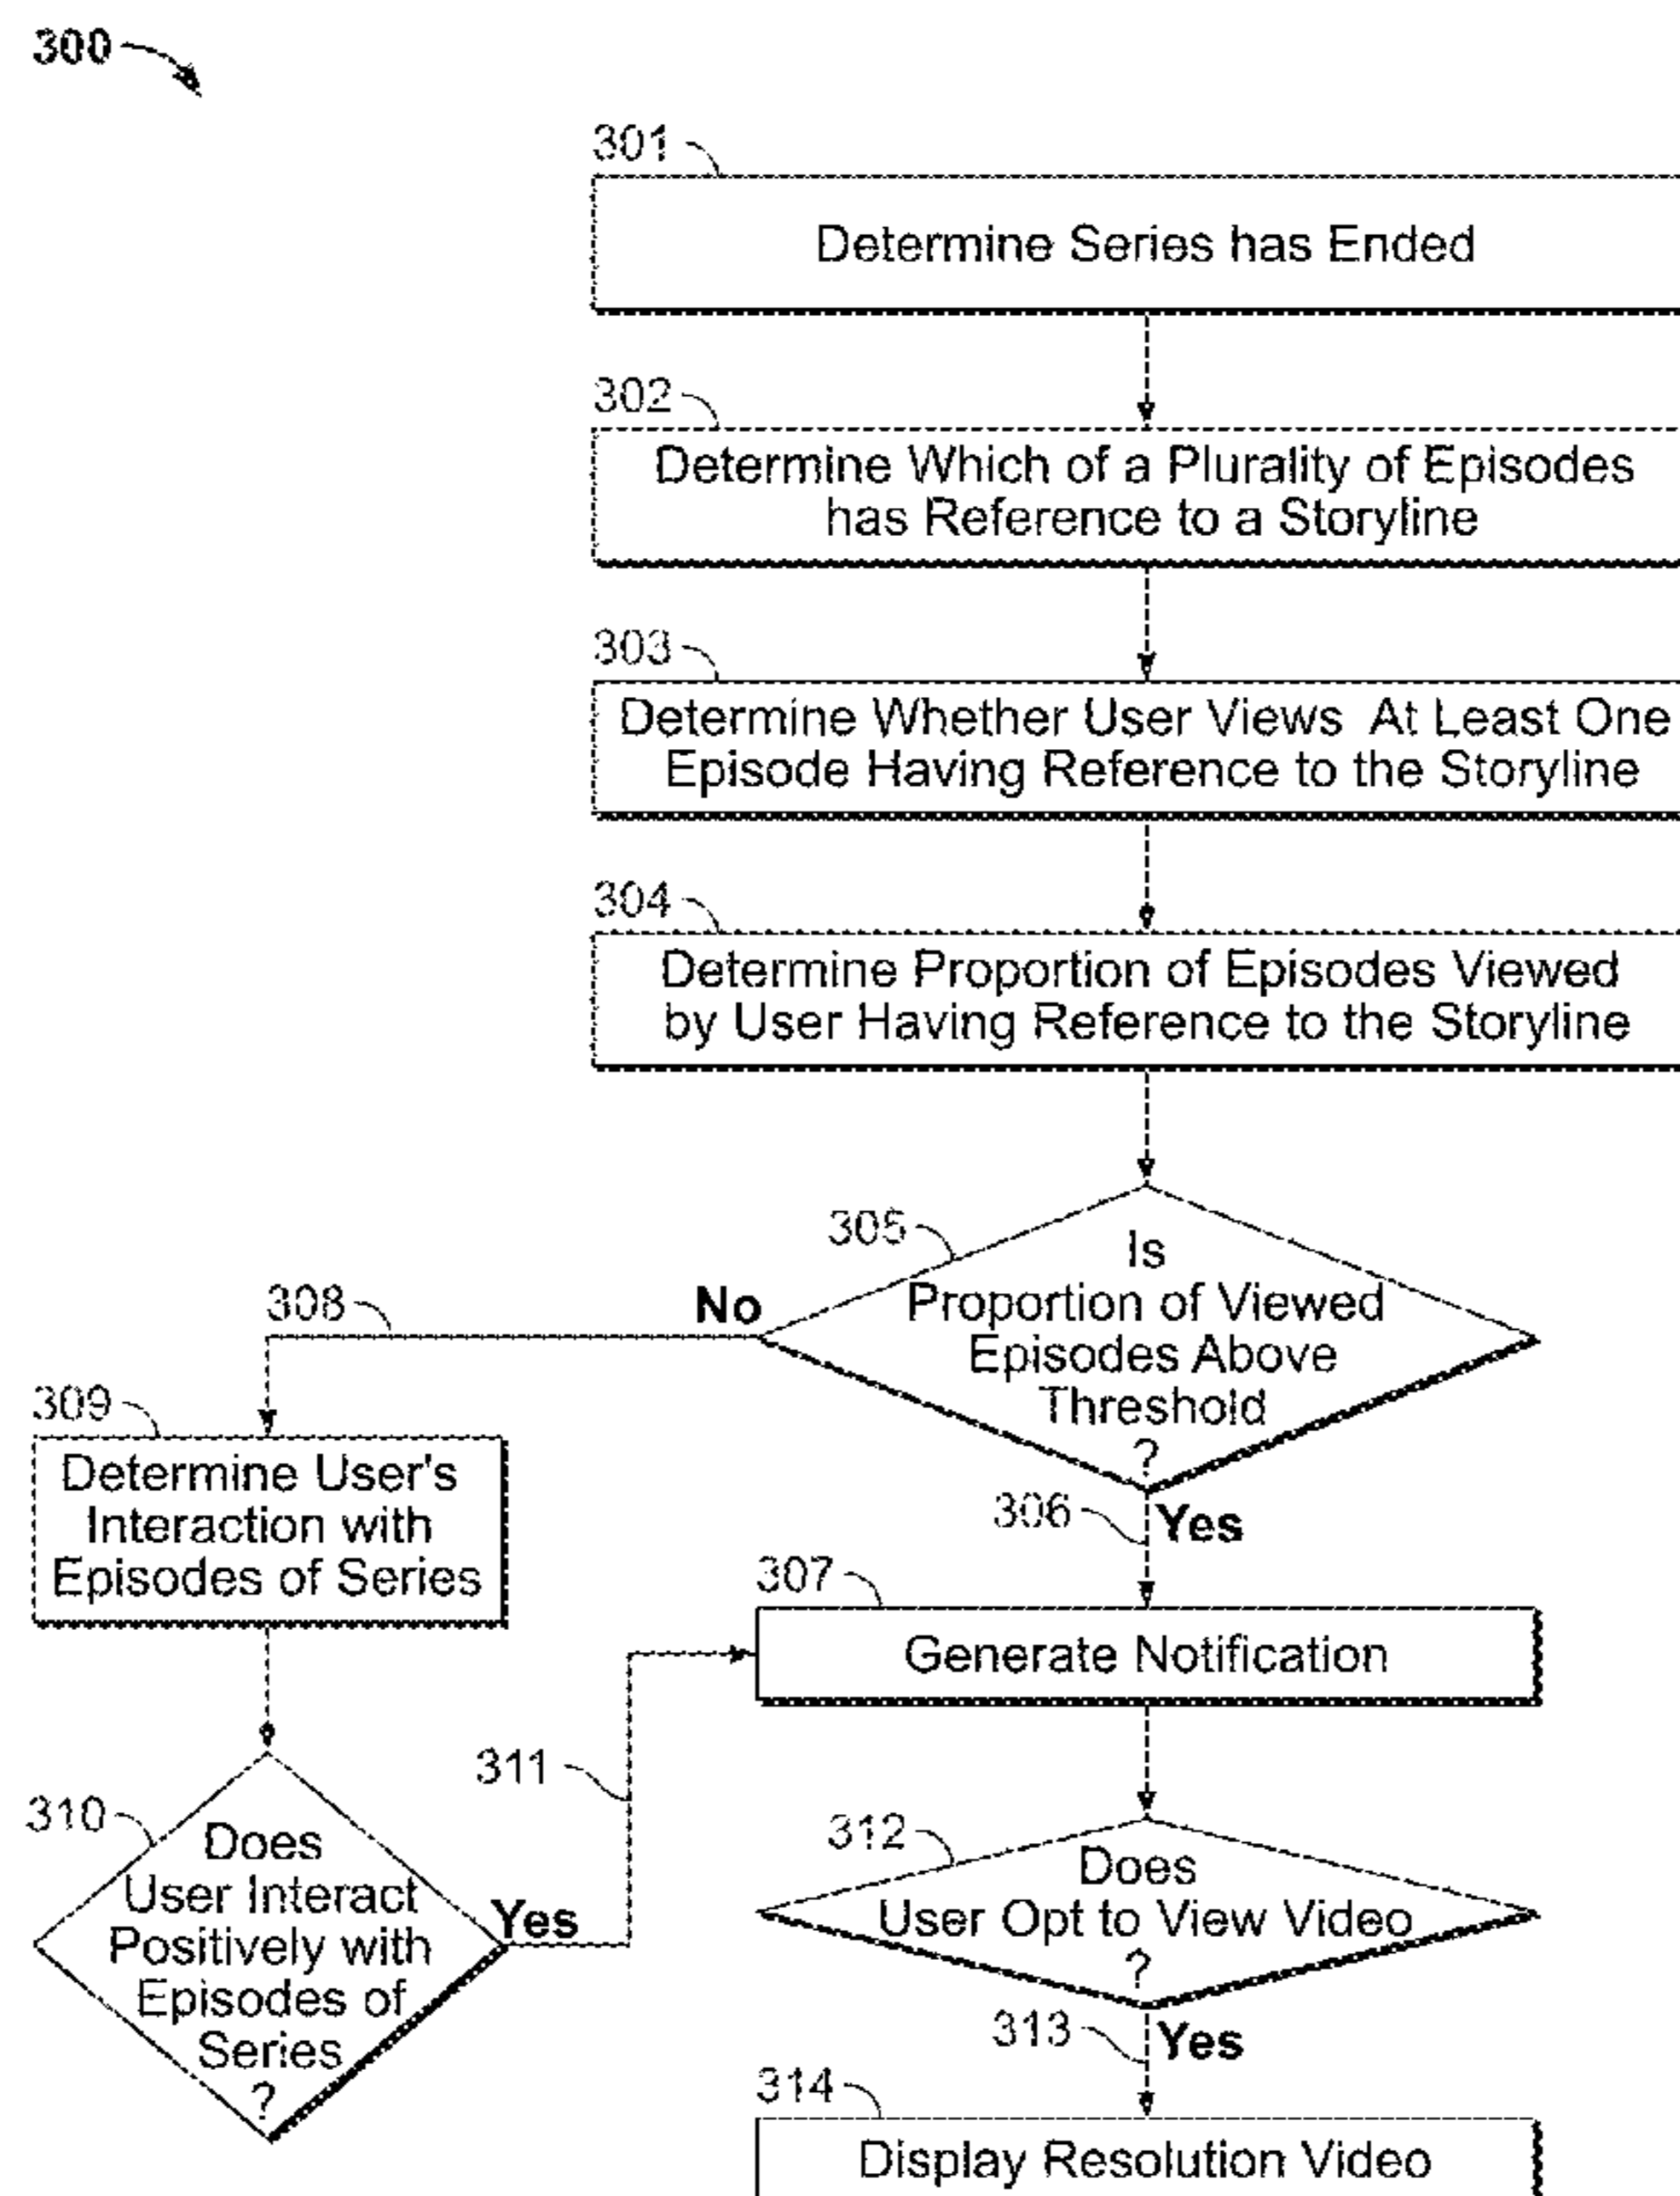 300
301
Determine Series has Ended
302
Determine Which of a Plurality of Episodes
has Reference to a Storyline
303
Determine Whether User Views At Least One
Episode Having Reference to the Storyline
304
Determine Proportion of Episodes Viewed
by User Having Reference to the Storyline
305
Is
Proportion of Viewed
Episodes Above
Threshold
?
No
308
309
Determine User's
Interaction with
Episodes of Series
306
Yes
307
Generate Notification
311
310
Does
User Interact
Positively with
Episodes of
Series
?
Yes
312
Does
User Opt to View Video
?
313
Yes
314
Display Resolution Video